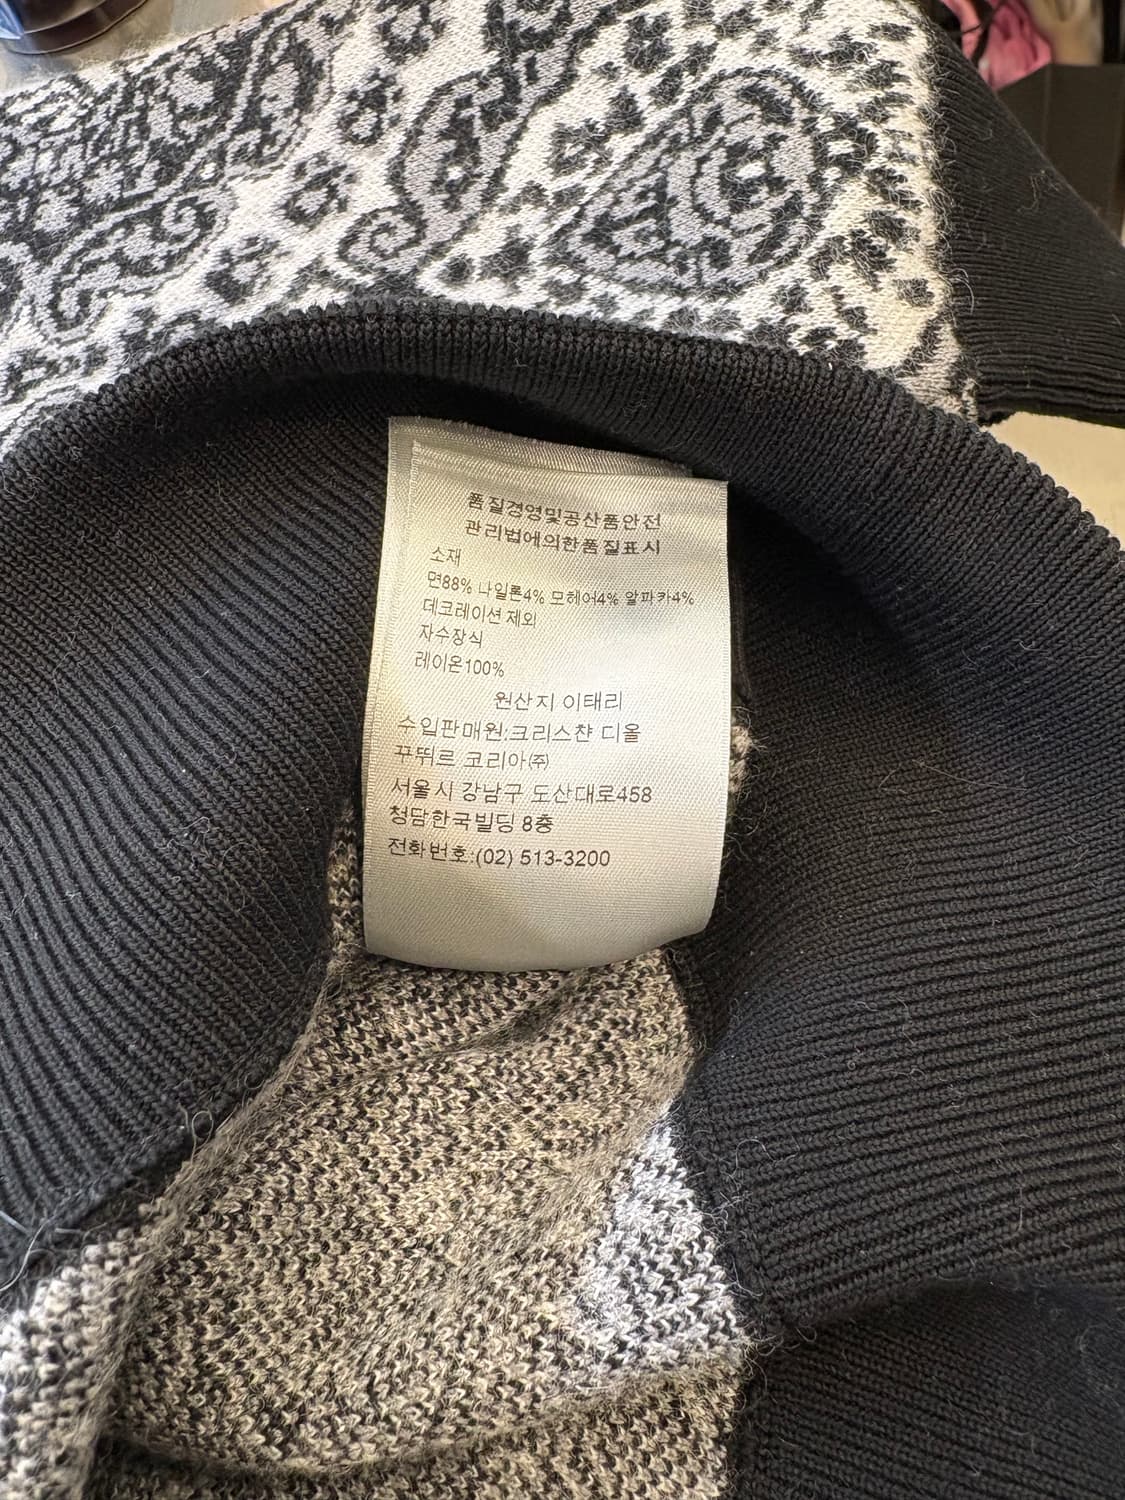 품질경영및공산품안전
관리법에의한품질표시
소재
면88% 나일론4% 모헤어4% 알파카4%
데코레이션 제외
자수장식
레이온100%
원산지 이태리
수입판매원:크리스챤 디올
꾸뛰르 코리아㈜
서울시 강남구 도산대로458
청담한국빌딩 8층
전화번호:(02) 513-3200